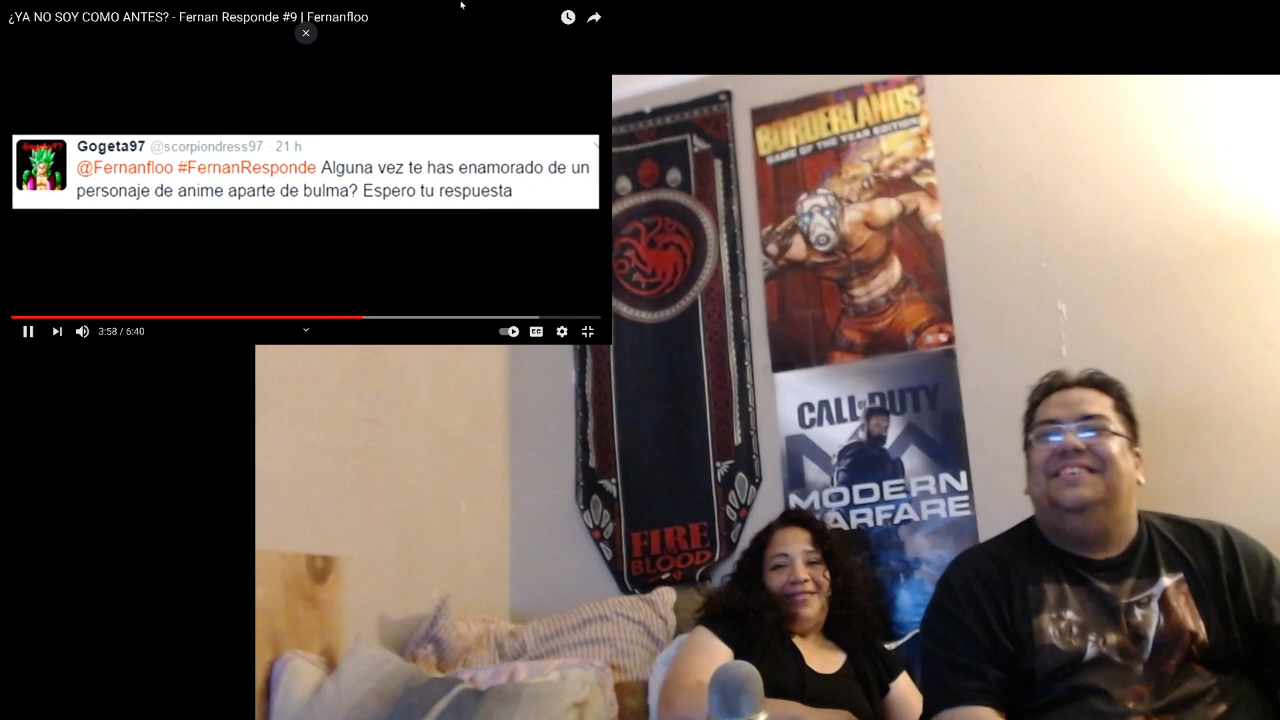 ¿YA NO SOY COMO ANTES? - Fernan Responde #9 | Fernanfloo
Gogeta97 @scorpiondress97 · 21 h
@Fernanfloo #FernanResponde Alguna vez te has enamorado de un
personaje de anime aparte de bulma? Espero tu respuesta
3:58 / 6:40
CC
BORDERLANDS
GAME OF THE YEAR EDITION
CALL OF DUTY
MODERN
WARFARE
FIRE
BLOOD